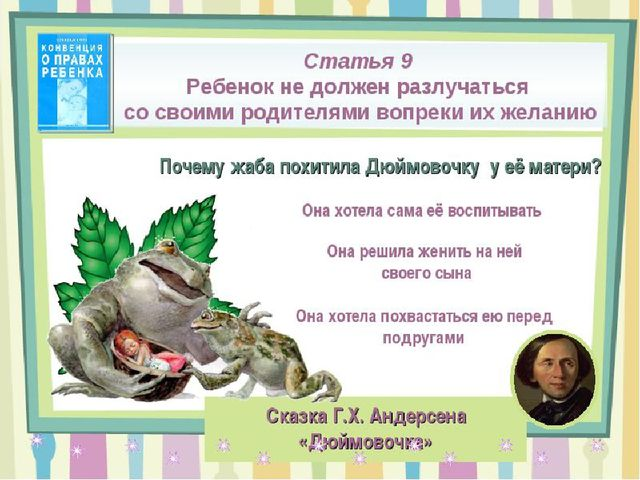 КОНВЕНЦИЯ
О ПРАВАХ
РЕБЕНКА
Статья 9
Ребенок не должен разлучаться
со своими родителями вопреки их желанию
Почему жаба похитила Дюймовочку у её матери?
Она хотела сама её воспитывать
Она решила женить на ней
своего сына
Она хотела похвастаться ею перед
подругами
Сказка Г.Х. Андерсена
«Дюймовочка»